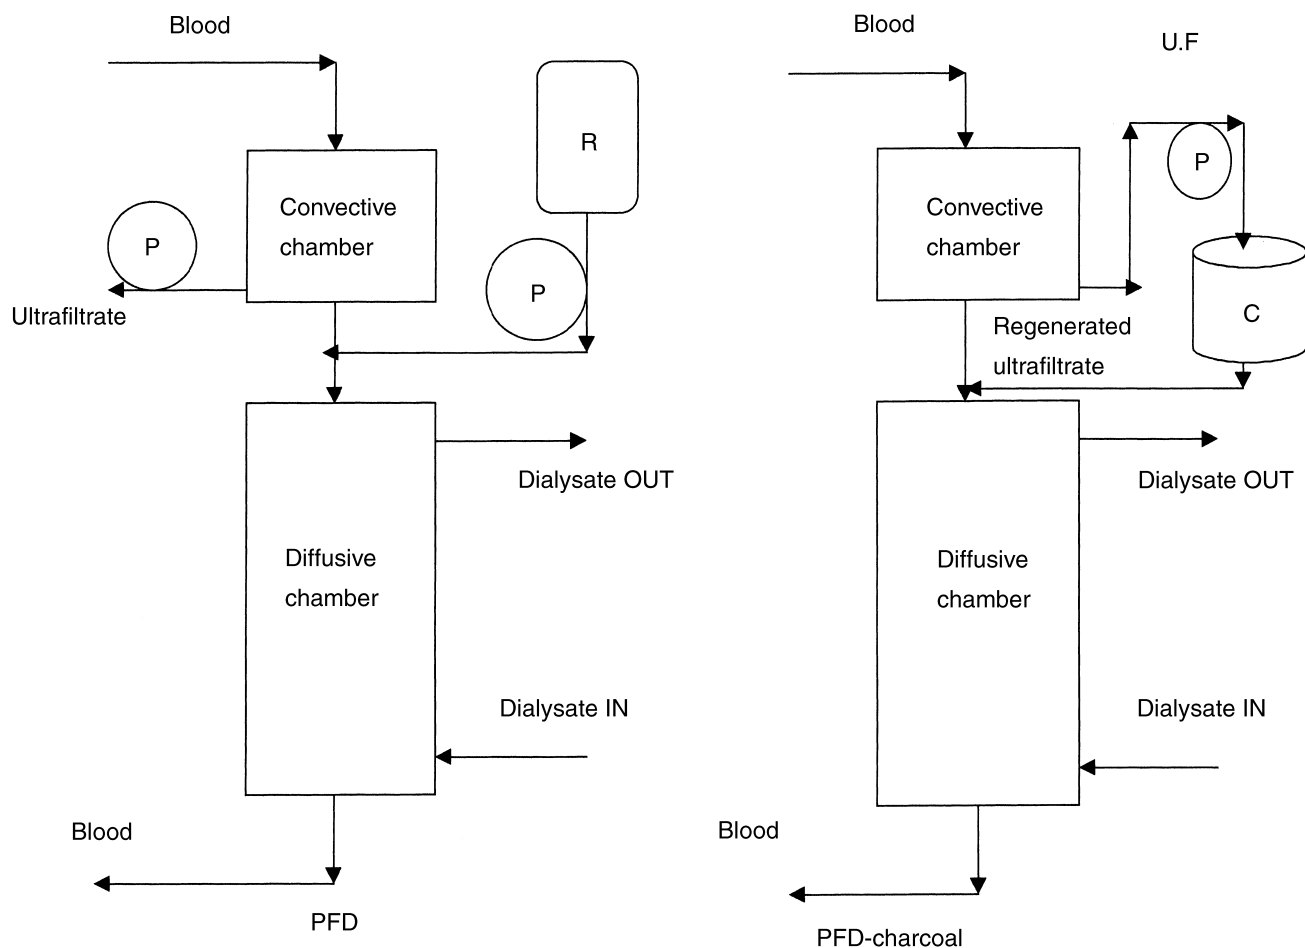 Blood
R
Convective
chamber
P
P
Ultrafiltrate
Dialysate OUT
Diffusive
chamber
Dialysate IN
Blood
PFD
Blood
U.F
P
Convective
chamber
C
Regenerated
ultrafiltrate
Dialysate OUT
Diffusive
chamber
Dialysate IN
Blood
PFD-charcoal